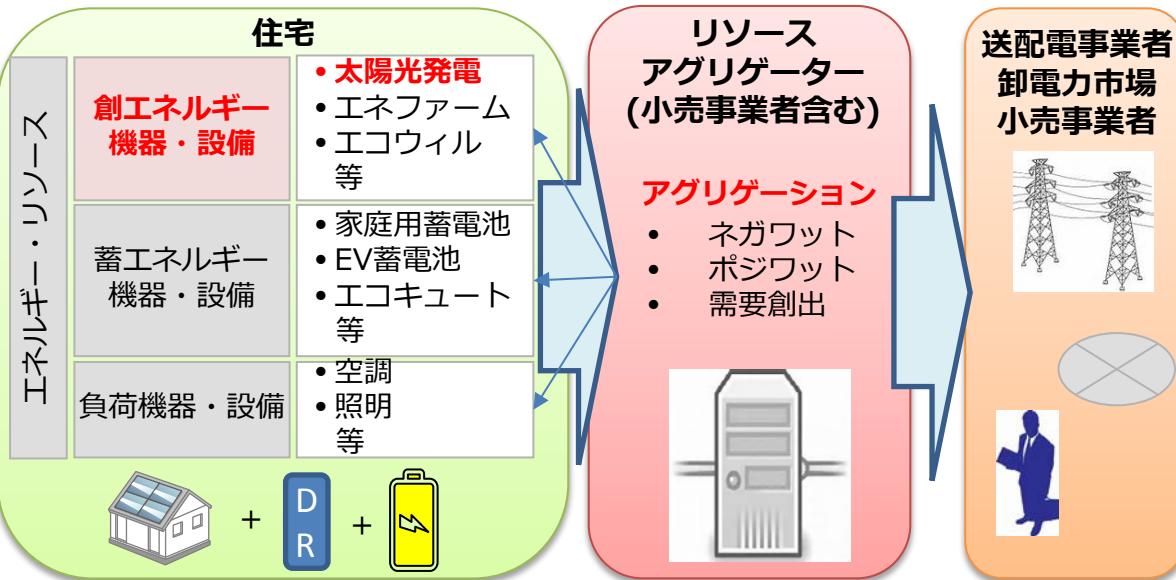 住宅
エネルギー・リソース
創エネルギー
機器・設備
• 太陽光発電
• エネファーム
• エコウィル
等
蓄エネルギー
機器・設備
• 家庭用蓄電池
• EV蓄電池
• エコキュート
等
負荷機器・設備
• 空調
• 照明
等
+
D
R
+
リソース
アグリゲーター
(小売事業者含む)
アグリゲーション
• ネガワット
• ポジワット
• 需要創出
送配電事業者
卸電力市場
小売事業者